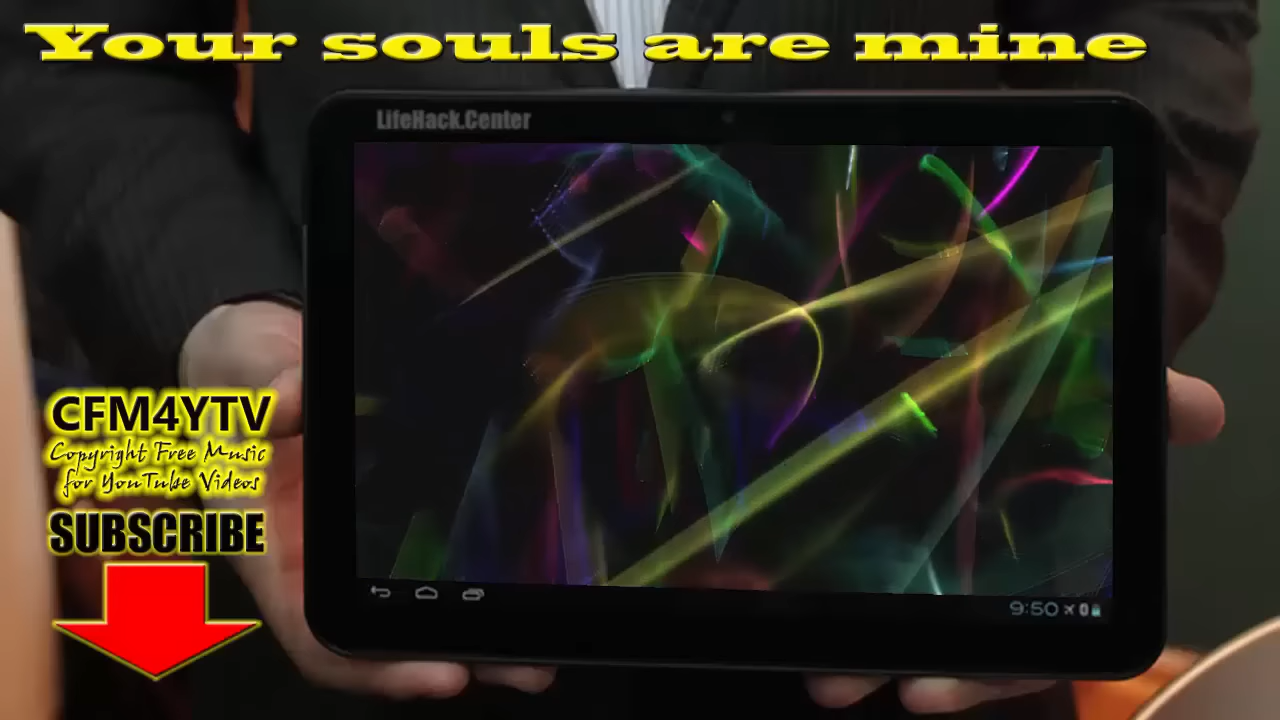 Your souls are mine
LifeHack.Center
CFM4YTV
Copyright Free Music
for YouTube Videos
SUBSCRIBE
9:50